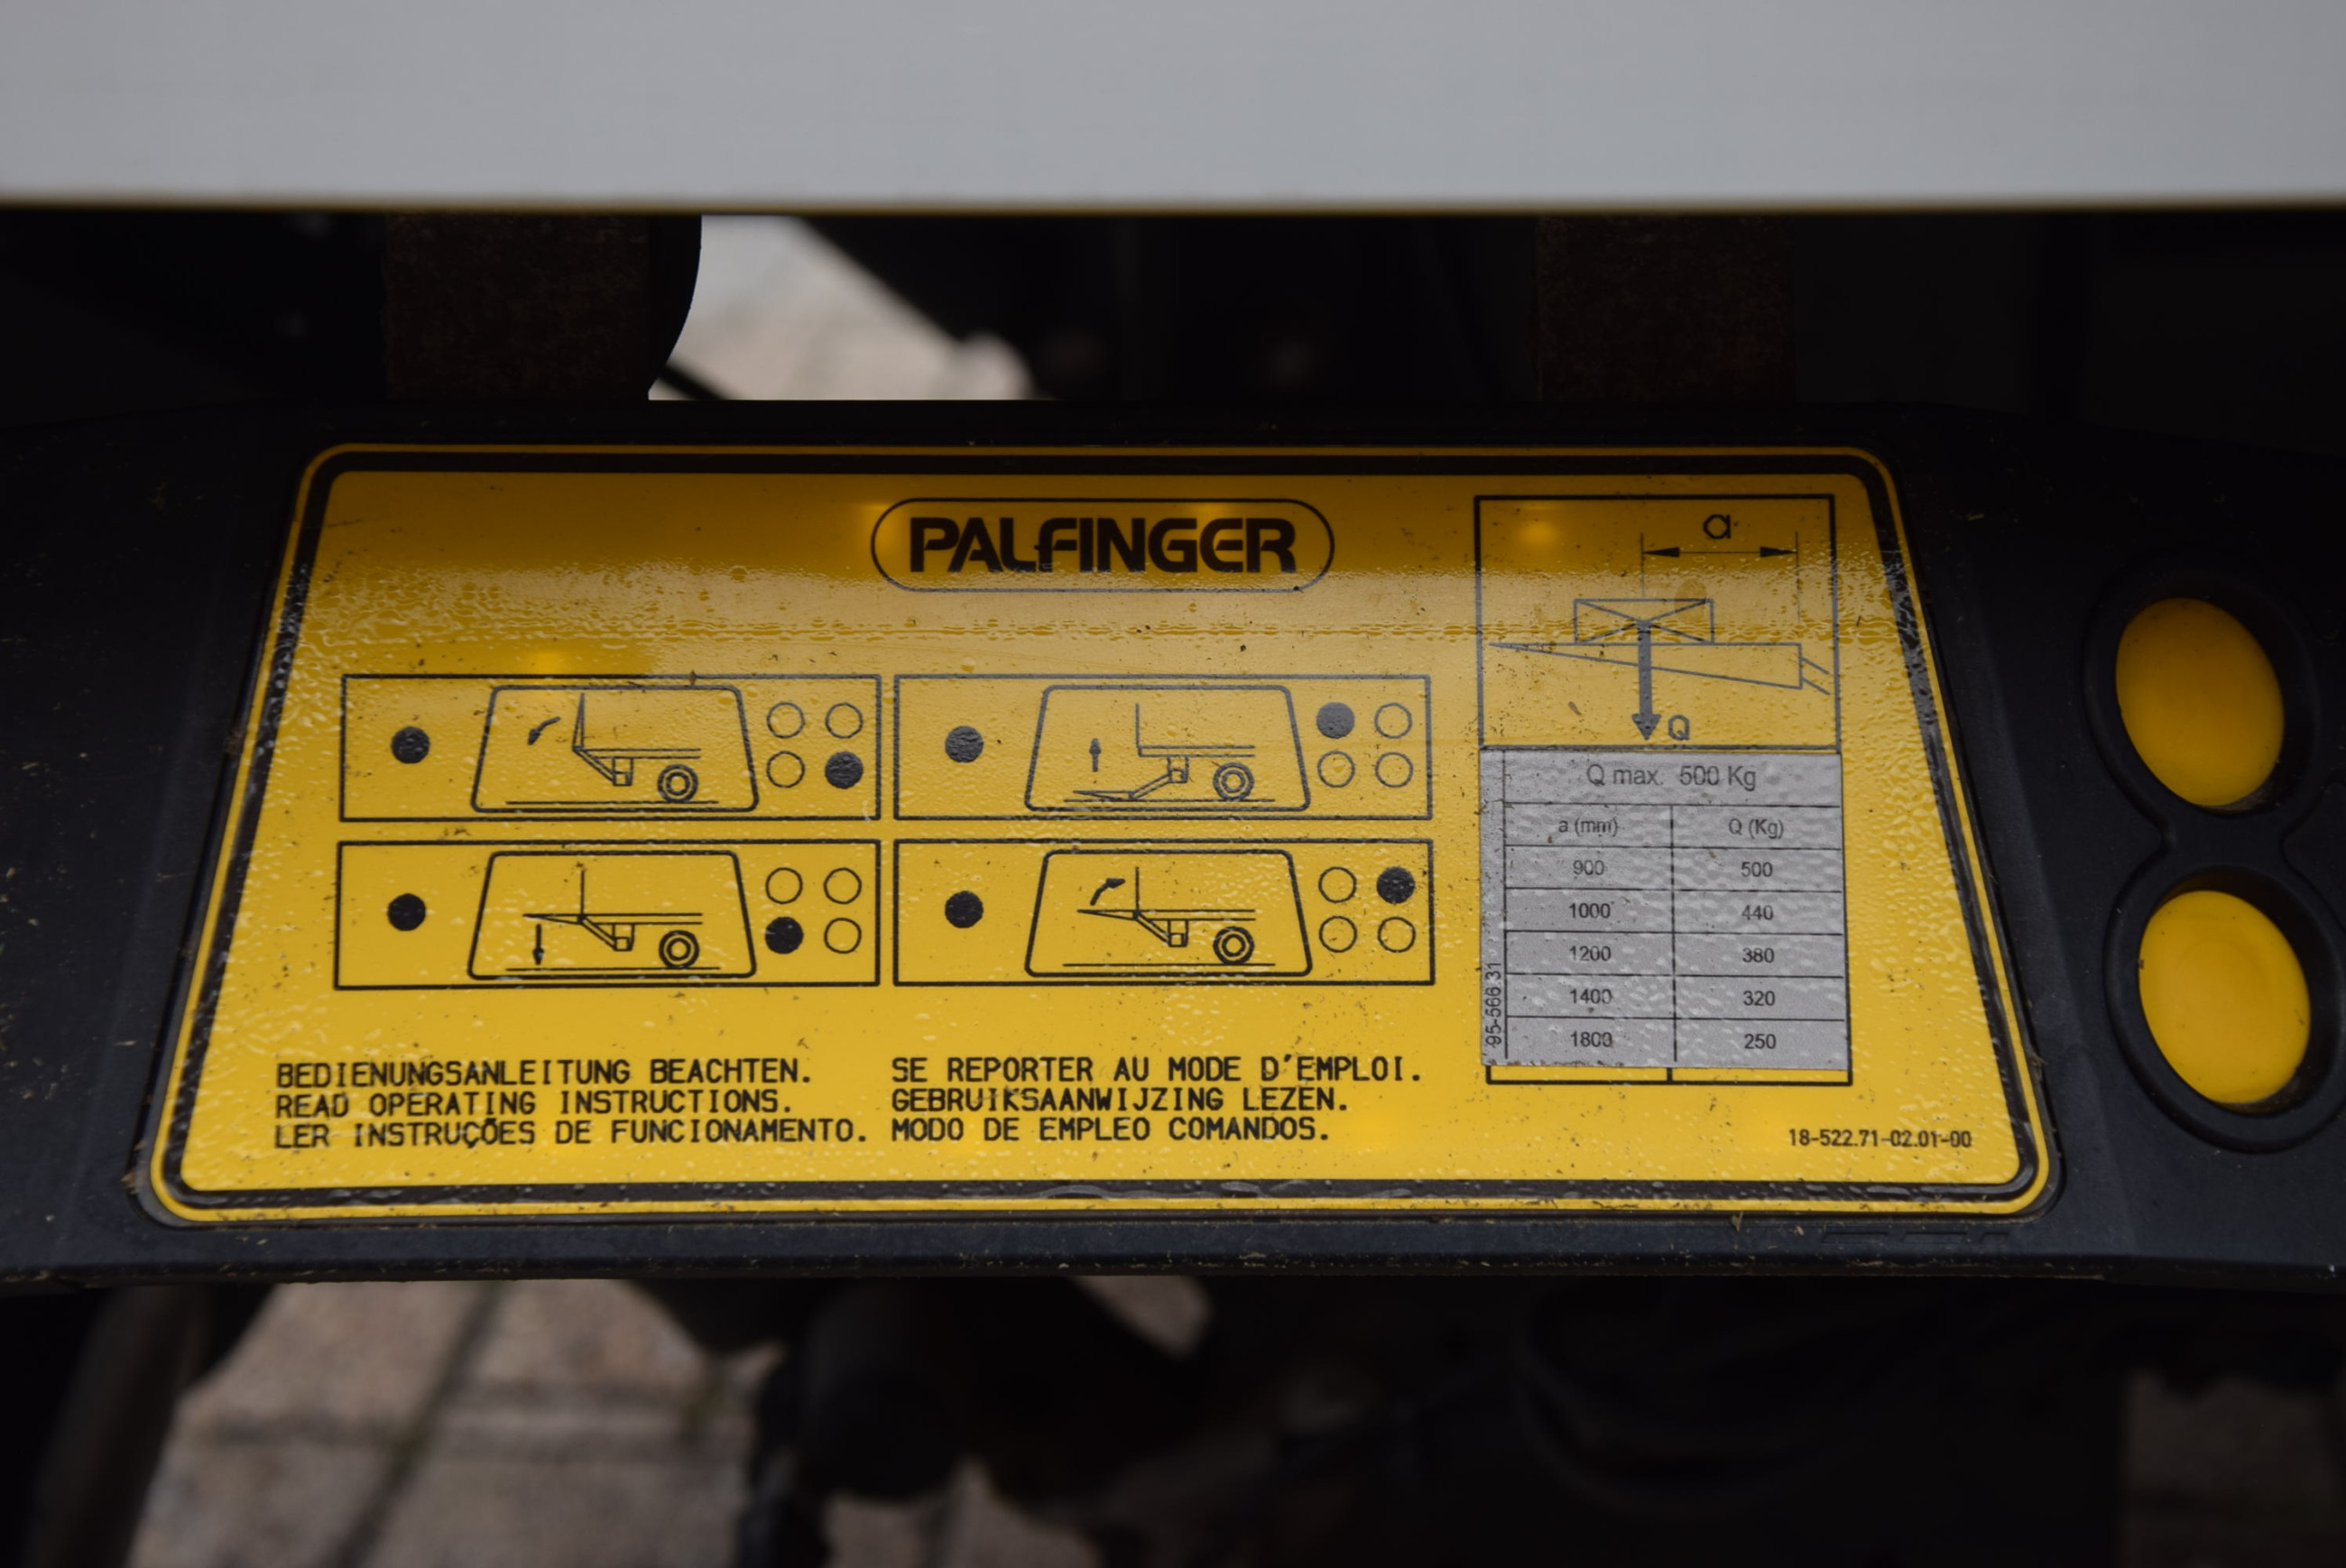 PALFINGER
a
Q
Q max. 500 Kg
a (mm) Q (Kg)
900 500
1000 440
1200 380
1400 320
1800 250
95-566 31
BEDIENUNGSANLEITUNG BEACHTEN.
READ OPERATING INSTRUCTIONS.
LER INSTRUÇÕES DE FUNCIONAMENTO.
SE REPORTER AU MODE D'EMPLOI.
GEBRUIKSAANWIJZING LEZEN.
MODO DE EMPLEO COMANDOS.
18-522.71-02.01-00